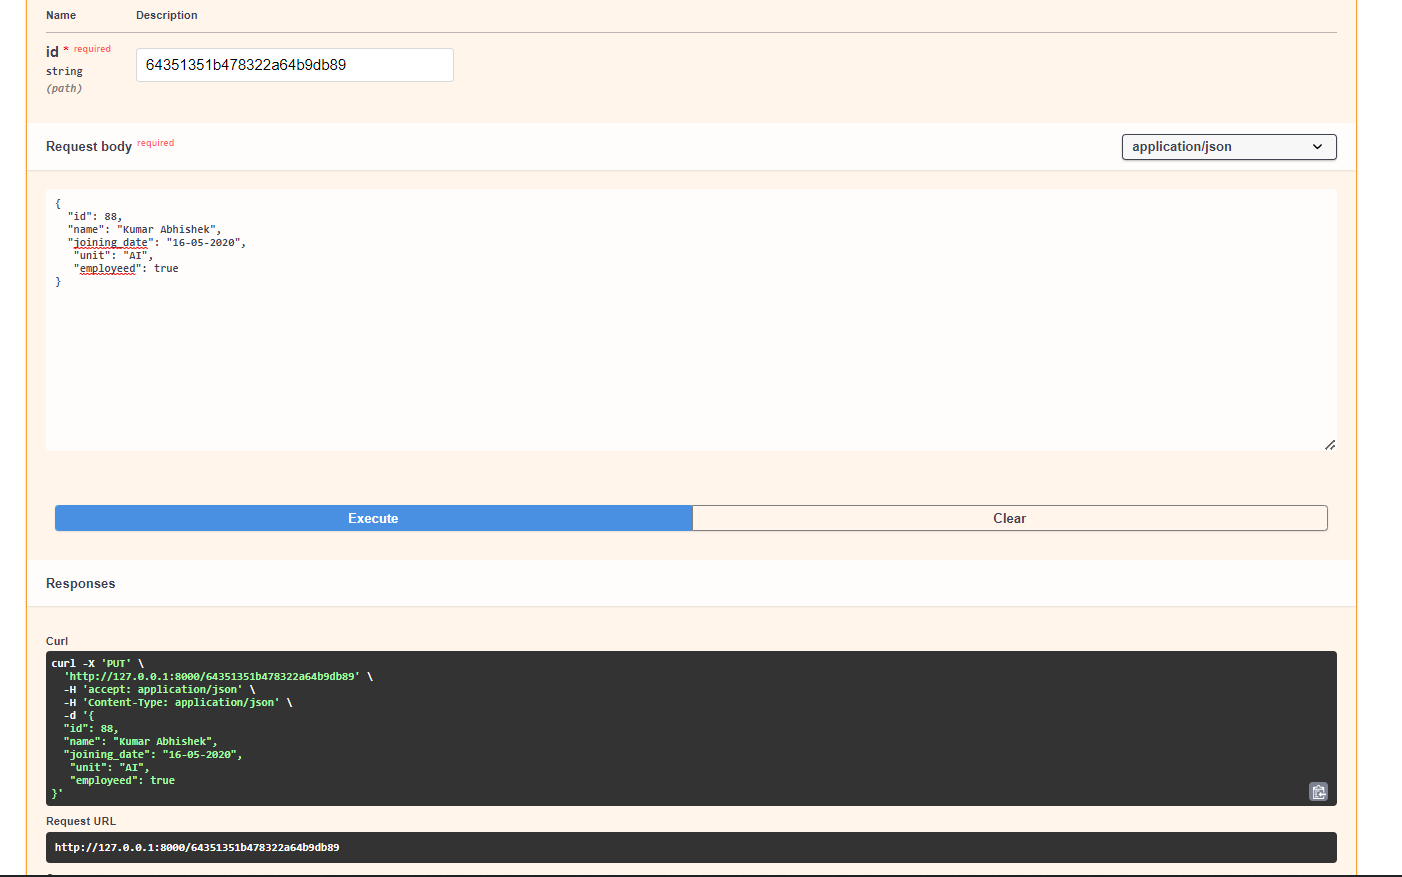 Name Description
id * required
string
(path)
64351351b478322a64b9db89
Request body required
application/json
{
"id": 88,
"name": "Kumar Abhishek",
"joining_date": "16-05-2020",
"unit": "AI",
"employeed": true
}
Execute Clear
Responses
Curl
curl -X 'PUT' \
'http://127.0.0.1:8000/64351351b478322a64b9db89' \
-H 'accept: application/json' \
-H 'Content-Type: application/json' \
-d '{
"id": 88,
"name": "Kumar Abhishek",
"joining_date": "16-05-2020",
"unit": "AI",
"employeed": true
}'
Request URL
http://127.0.0.1:8000/64351351b478322a64b9db89